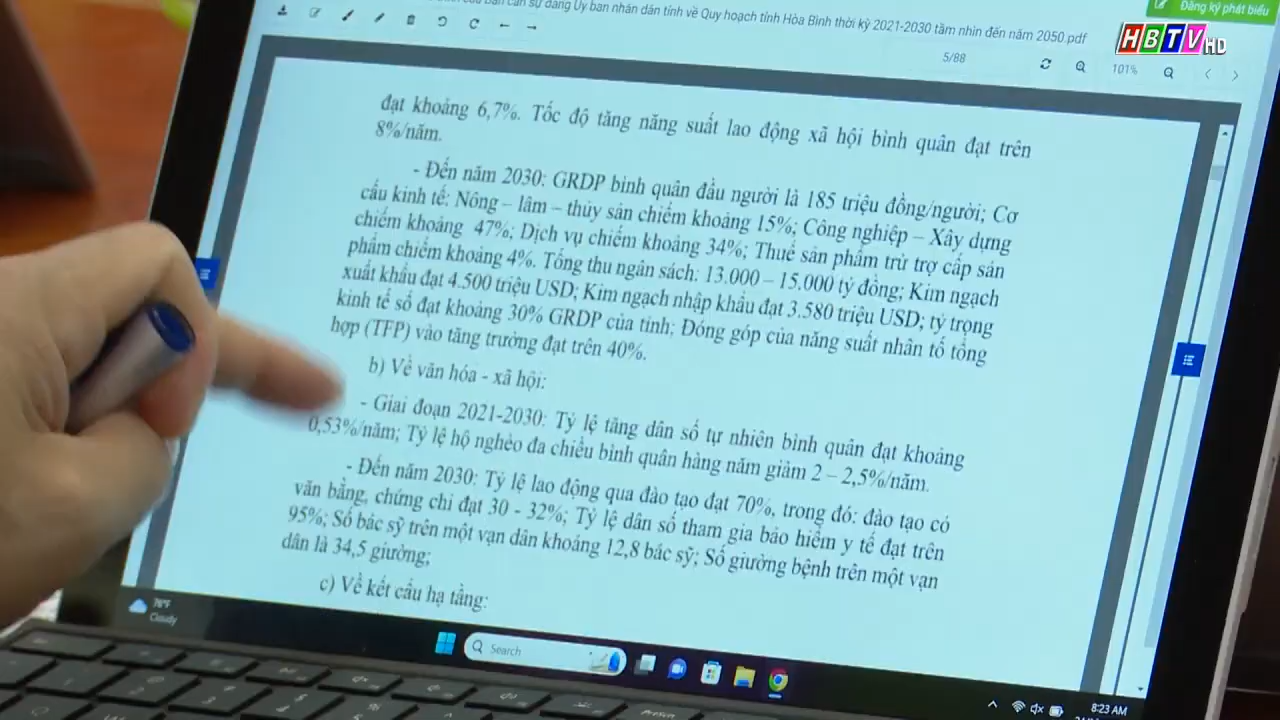 cán sự đảng Ủy ban nhân dân tỉnh về Quy hoạch tỉnh Hòa Bình thời kỳ 2021-2030 tầm nhìn đến năm 2050.pdf
Đăng ký phát biểu
HBTV HD
5/88
101%
đạt khoảng 6,7%. Tốc độ tăng năng suất lao động xã hội bình quân đạt trên
8%/năm.
- Đến năm 2030: GRDP bình quân đầu người là 185 triệu đồng/người; Cơ
cấu kinh tế: Nông – lâm – thủy sản chiếm khoảng 15%; Công nghiệp – Xây dựng
chiếm khoảng 47%; Dịch vụ chiếm khoảng 34%; Thuế sản phẩm trừ trợ cấp sản
phẩm chiếm khoảng 4%. Tổng thu ngân sách: 13.000 – 15.000 tỷ đồng; Kim ngạch
xuất khẩu đạt 4.500 triệu USD; Kim ngạch nhập khẩu đạt 3.580 triệu USD; tỷ trọng
kinh tế số đạt khoảng 30% GRDP của tỉnh; Đóng góp của năng suất nhân tố tổng
hợp (TFP) vào tăng trưởng đạt trên 40%.
b) Về văn hóa - xã hội:
- Giai đoạn 2021-2030: Tỷ lệ tăng dân số tự nhiên bình quân đạt khoảng
0,53%/năm; Tỷ lệ hộ nghèo đa chiều bình quân hàng năm giảm 2 – 2,5%/năm.
- Đến năm 2030: Tỷ lệ lao động qua đào tạo đạt 70%, trong đó: đào tạo có
văn bằng, chứng chỉ đạt 30 - 32%; Tỷ lệ dân số tham gia bảo hiểm y tế đạt trên
95%; Số bác sỹ trên một vạn dân khoảng 12,8 bác sỹ; Số giường bệnh trên một vạn
dân là 34,5 giường;
c) Về kết cấu hạ tầng:
76°F
Cloudy
Search
8:23 AM